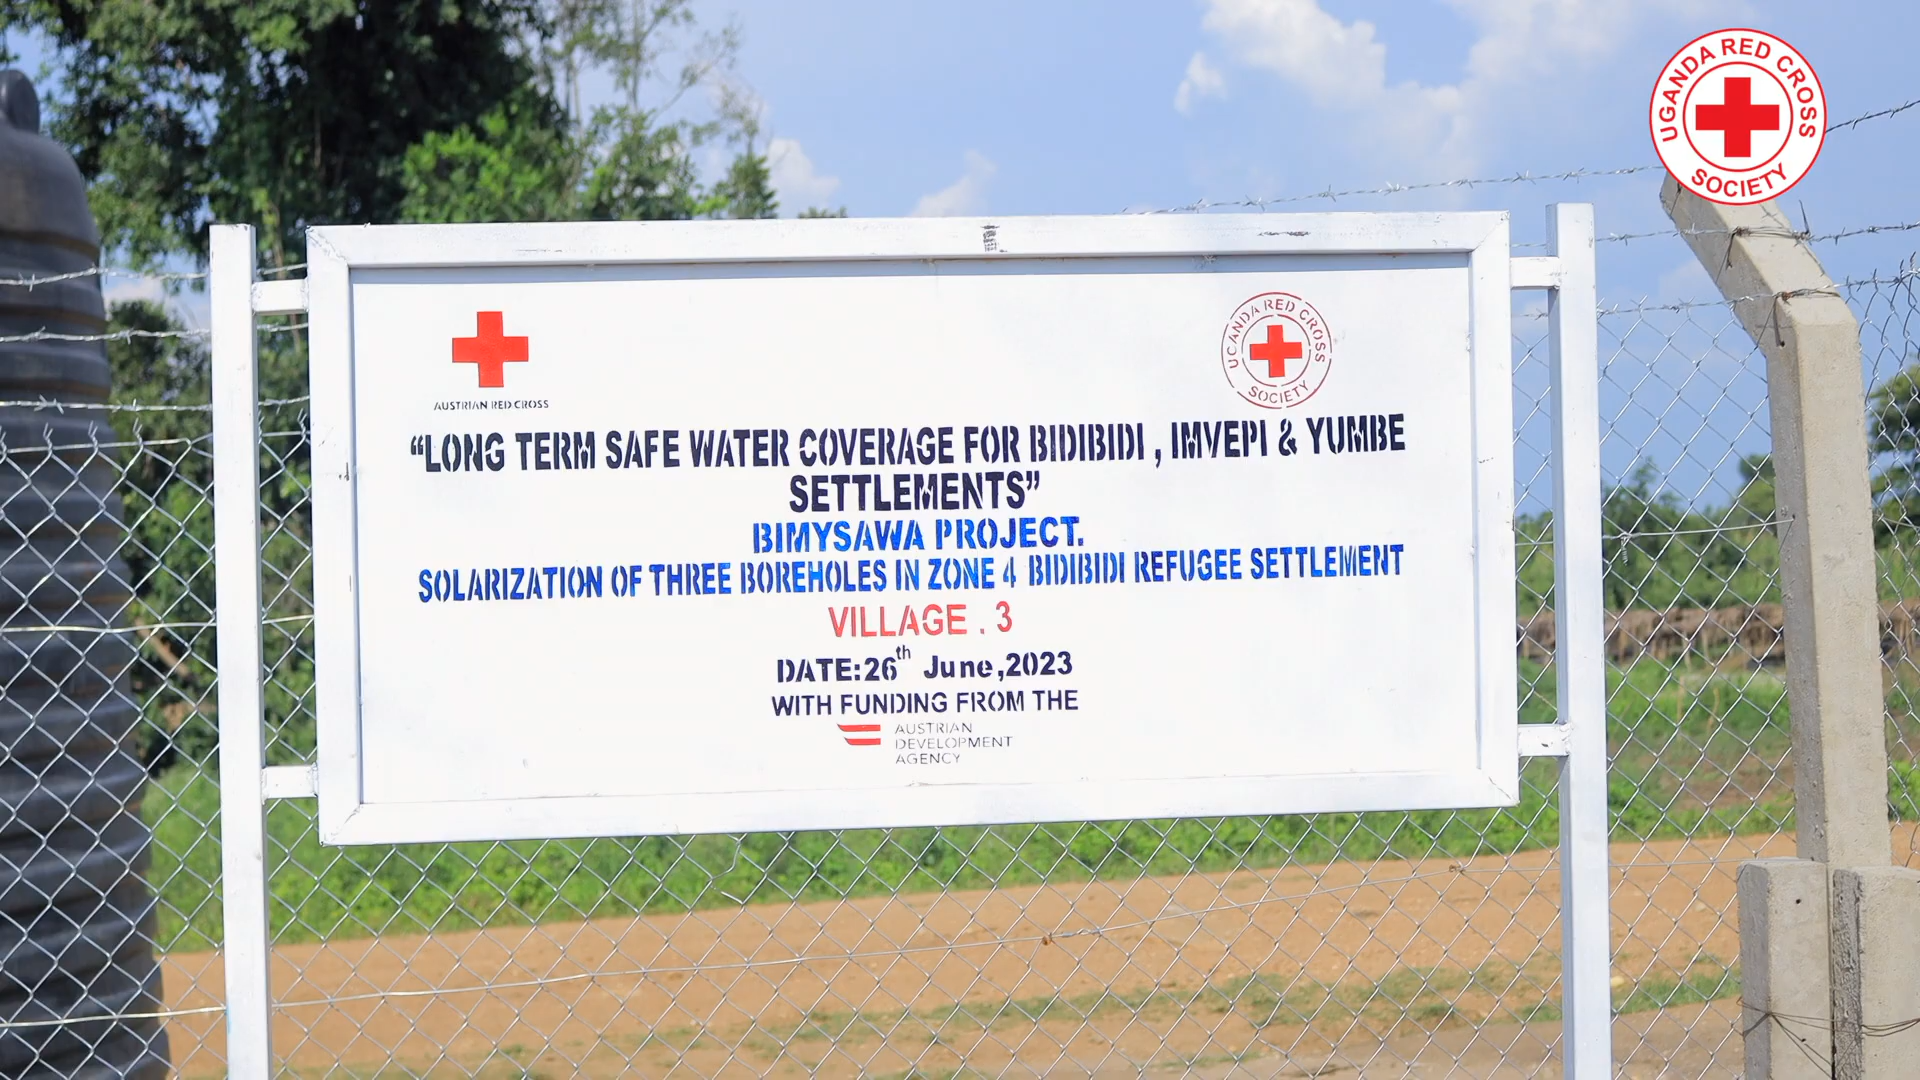 UGANDA RED CROSS SOCIETY
AUSTRIAN RED CROSS
UGANDA RED CROSS SOCIETY
“LONG TERM SAFE WATER COVERAGE FOR BIDIBIDI , IMVEPI & YUMBE
SETTLEMENTS”
BIMYSAWA PROJECT.
SOLARIZATION OF THREE BOREHOLES IN ZONE 4 BIDIBIDI REFUGEE SETTLEMENT
VILLAGE . 3
DATE:26th June,2023
WITH FUNDING FROM THE
AUSTRIAN
DEVELOPMENT
AGENCY